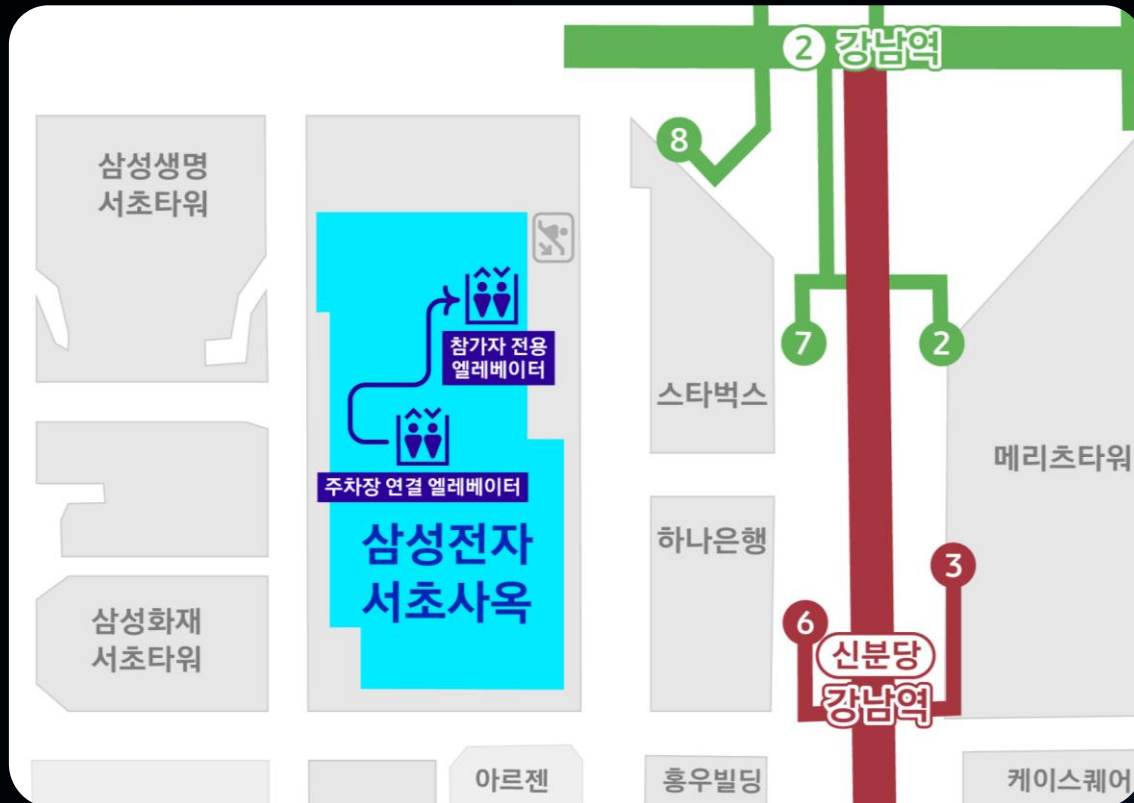 2 강남역
8
삼성생명
서초타워
참가자 전용
엘레베이터
7
2
스타벅스
메리츠타워
주차장 연결 엘레베이터
삼성전자
서초사옥
하나은행
3
6
삼성화재
서초타워
신분당
강남역
아르젠
홍우빌딩
케이스퀘어